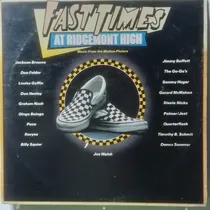 FAST TIMES
AT RIDGEMONT HIGH
Music From the Motion Picture
Jackson Browne
Don Felder
Louise Goffin
Don Henley
Graham Nash
Oingo Boingo
Poco
Ravyns
Billy Squier
Jimmy Buffett
The Go-Go's
Sammy Hagar
Gerard McMahon
Stevie Nicks
Palmer/Jost
Quarterflash
Timothy B. Schmit
Donna Summer
Joe Walsh